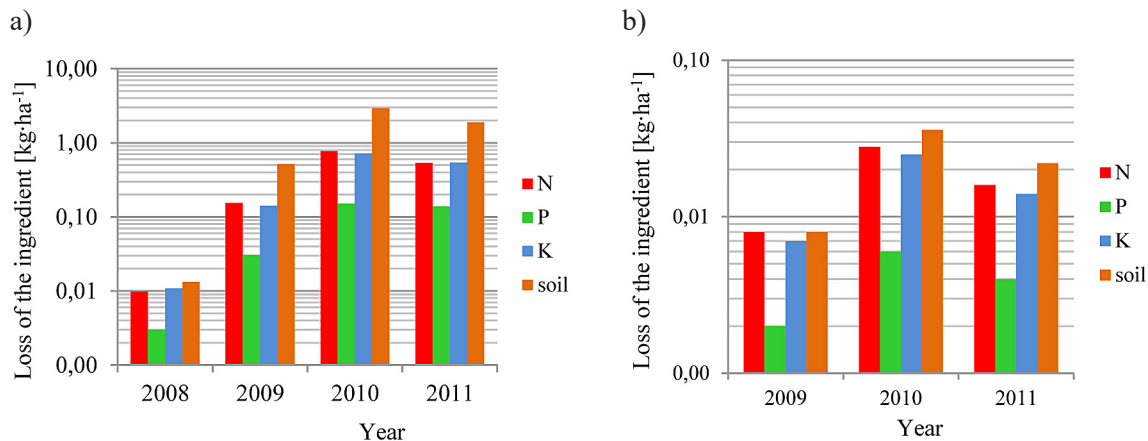 a)
Loss of the ingredient [kg·ha⁻¹]
10,00
1,00
0,10
0,01
0,00
2008 2009 2010 2011
Year
N
P
K
soil
b)
Loss of the ingredient [kg·ha⁻¹]
0,10
0,01
0,00
2009 2010 2011
Year
N
P
K
soil